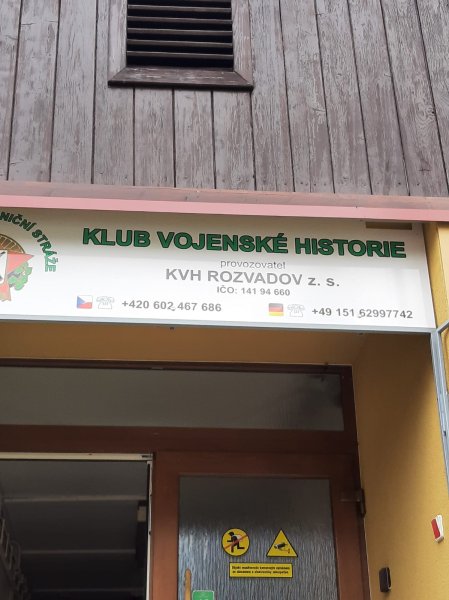 NIČNÍ STRÁŽE
KLUB VOJENSKÉ HISTORIE
provozovatel
KVH ROZVADOV z. s.
IČO: 141 94 660
+420 602 467 686
+49 151 62997742